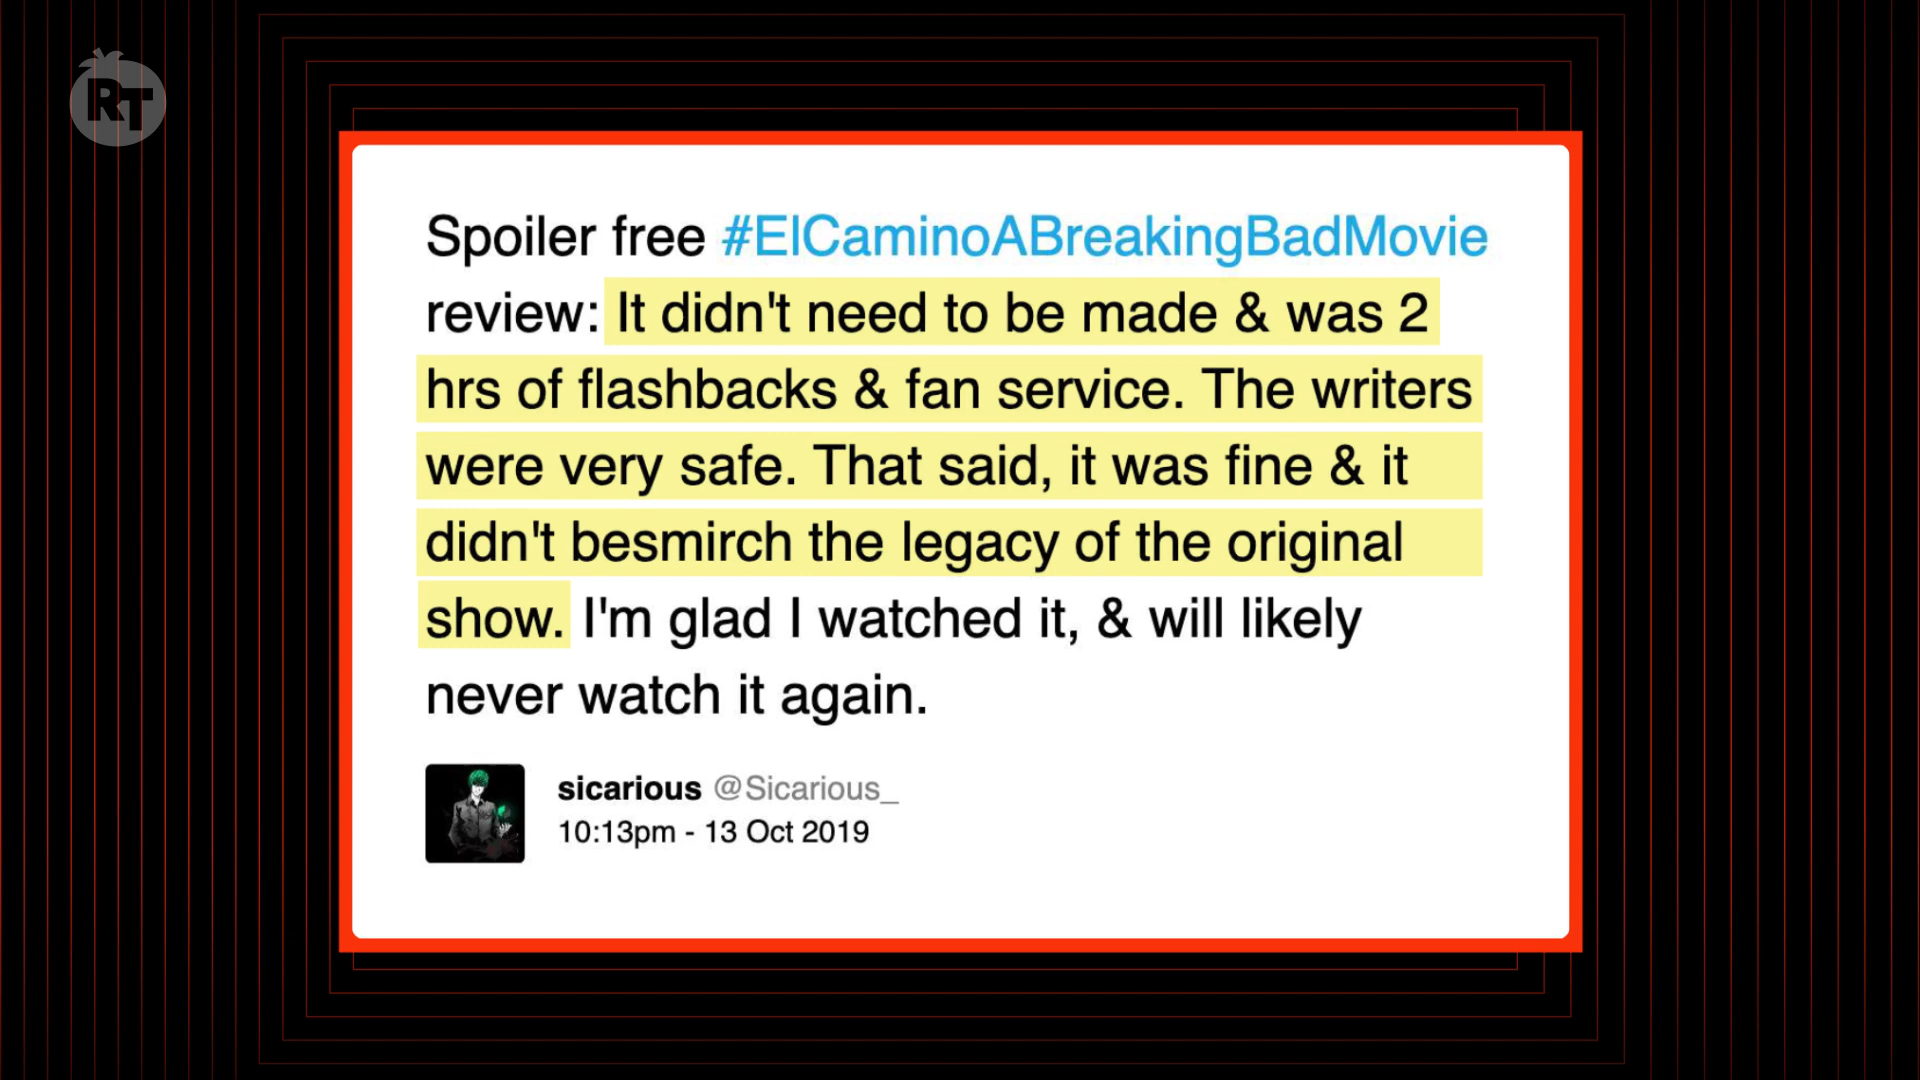 RT
Spoiler free #ElCaminoABreakingBadMovie
review: It didn't need to be made & was 2
hrs of flashbacks & fan service. The writers
were very safe. That said, it was fine & it
didn't besmirch the legacy of the original
show. I'm glad I watched it, & will likely
never watch it again.
sicarious @Sicarious_
10:13pm - 13 Oct 2019